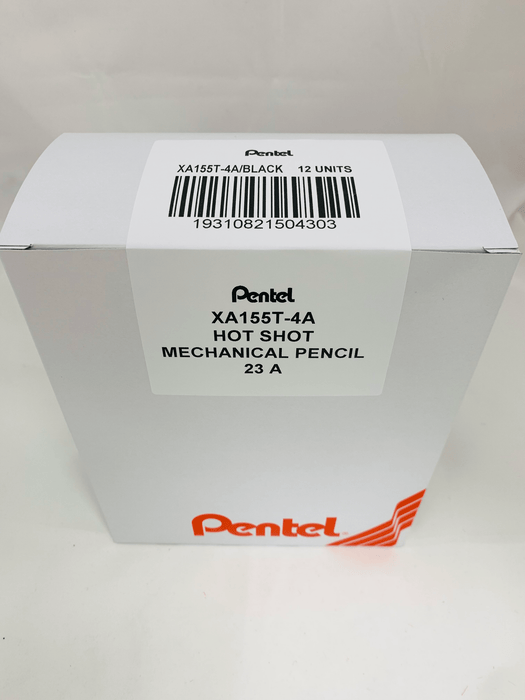 Pentel
XA155T-4A/BLACK 12 UNITS
19310821504303
Pentel
XA155T-4A
HOT SHOT
MECHANICAL PENCIL
23 A
Pentel